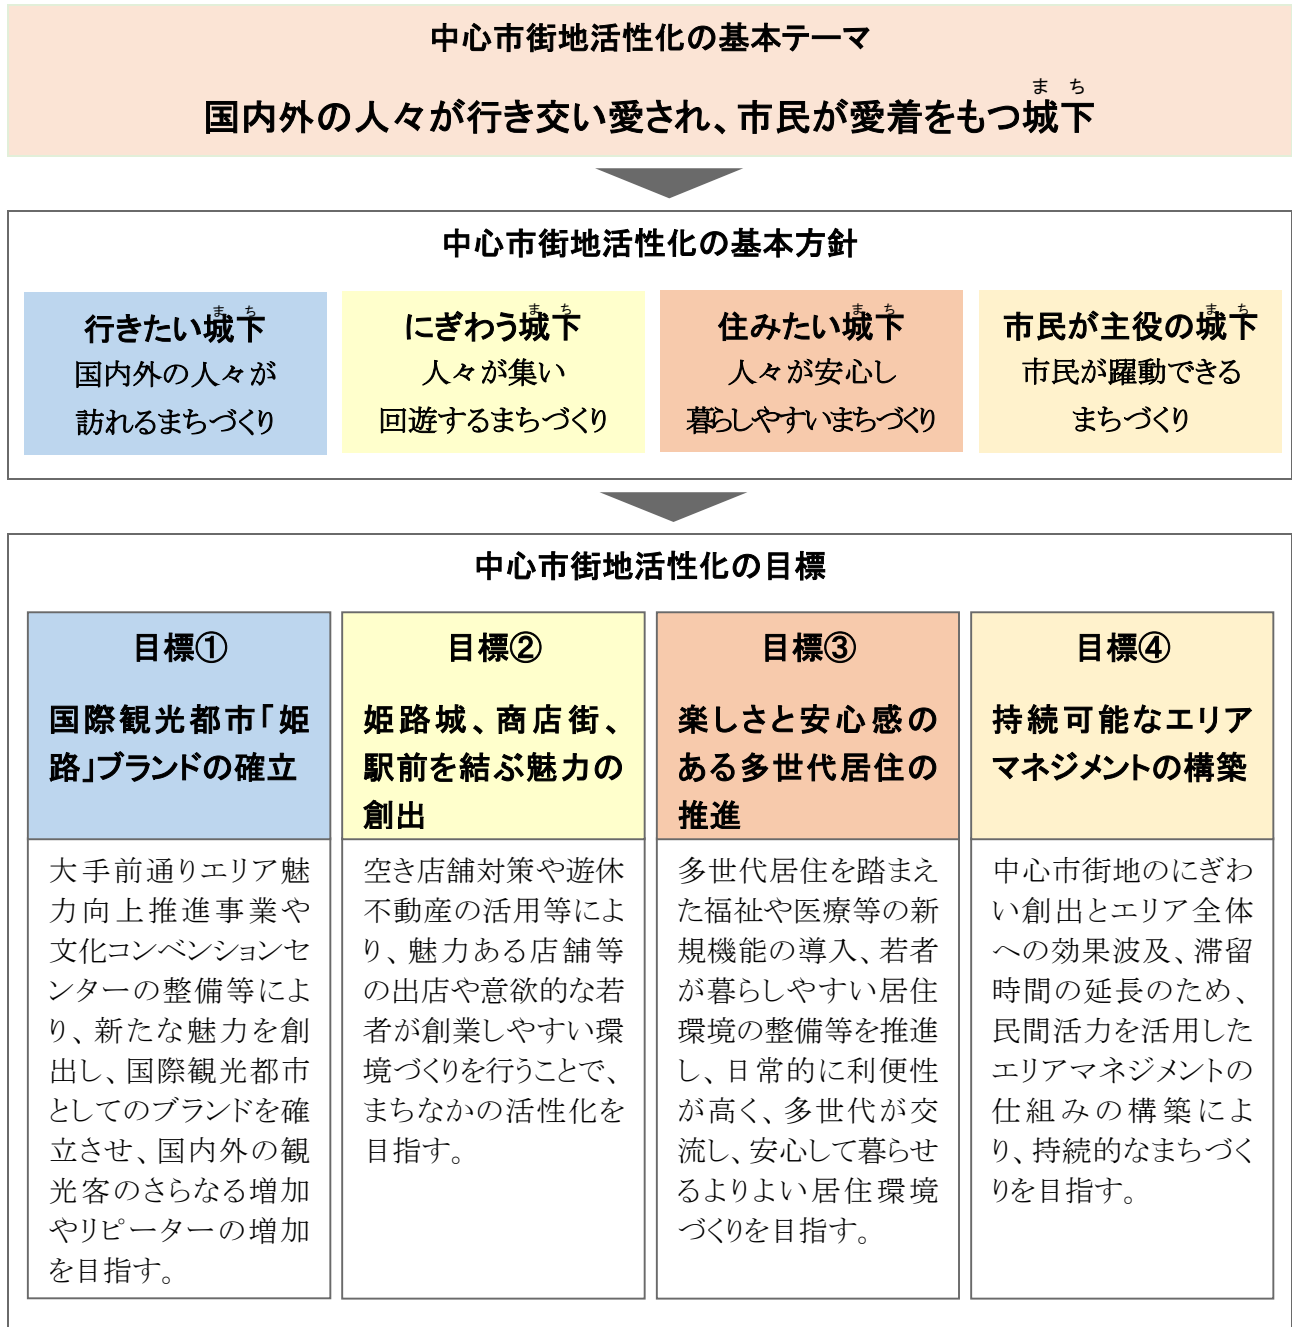 中心市街地活性化の基本テーマ
まち
国内外の人々が行き交い愛され、市民が愛着をもつ城下
中心市街地活性化の基本方針
まち
行きたい城下
国内外の人々が
訪れるまちづくり
まち
にぎわう城下
人々が集い
回遊するまちづくり
まち
住みたい城下
人々が安心し
暮らしやすいまちづくり
まち
市民が主役の城下
市民が躍動できる
まちづくり
中心市街地活性化の目標
目標①
国際観光都市「姫
路」ブランドの確立
大手前通りエリア魅
力向上推進事業や
文化コンベンションセ
ンターの整備等によ
り、新たな魅力を創
出し、国際観光都市
としてのブランドを確
立させ、国内外の観
光客のさらなる増加
やリピーターの増加
を目指す。
目標②
姫路城、商店街、
駅前を結ぶ魅力の
創出
空き店舗対策や遊休
不動産の活用等によ
り、魅力ある店舗等
の出店や意欲的な若
者が創業しやすい環
境づくりを行うことで、
まちなかの活性化を
目指す。
目標③
楽しさと安心感の
ある多世代居住の
推進
多世代居住を踏まえ
た福祉や医療等の新
規機能の導入、若者
が暮らしやすい居住
環境の整備等を推進
し、日常的に利便性
が高く、多世代が交
流し、安心して暮らせ
るよりよい居住環境
づくりを目指す。
目標④
持続可能なエリア
マネジメントの構築
中心市街地のにぎわ
い創出とエリア全体
への効果波及、滞留
時間の延長のため、
民間活力を活用した
エリアマネジメントの
仕組みの構築によ
り、持続的なまちづく
りを目指す。